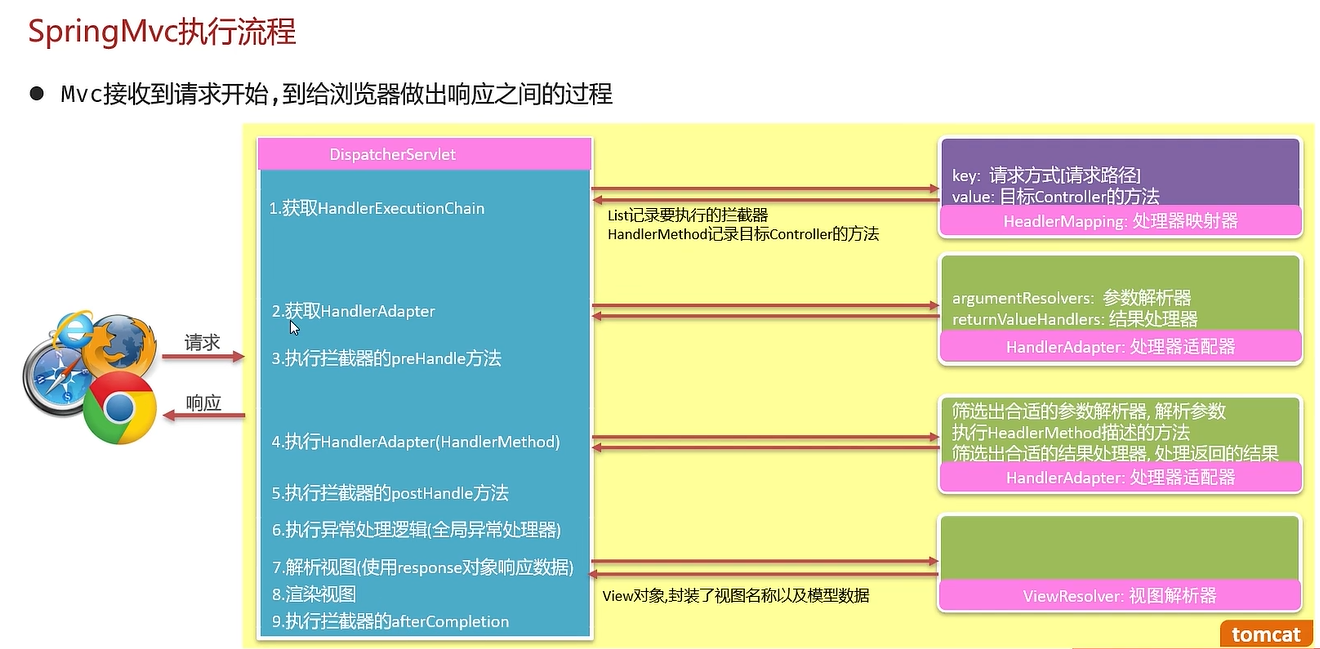 SpringMvc执行流程
● Mvc接收到请求开始,到给浏览器做出响应之间的过程
DispatcherServlet
1.获取HandlerExecutionChain
2.获取HandlerAdapter
3.执行拦截器的preHandle方法
4.执行HandlerAdapter(HandlerMethod)
5.执行拦截器的postHandle方法
6.执行异常处理逻辑(全局异常处理器)
7.解析视图(使用response对象响应数据)
8.渲染视图
9.执行拦截器的afterCompletion
请求
响应
List记录要执行的拦截器
HandlerMethod记录目标Controller的方法
View对象,封装了视图名称以及模型数据
key: 请求方式[请求路径]
value: 目标Controller的方法
HeadlerMapping: 处理器映射器
argumentResolvers: 参数解析器
returnValueHandlers: 结果处理器
HandlerAdapter: 处理器适配器
筛选出合适的参数解析器, 解析参数
执行HeadlerMethod描述的方法
筛选出合适的结果处理器, 处理返回的结果
HandlerAdapter: 处理器适配器
ViewResolver: 视图解析器
tomcat